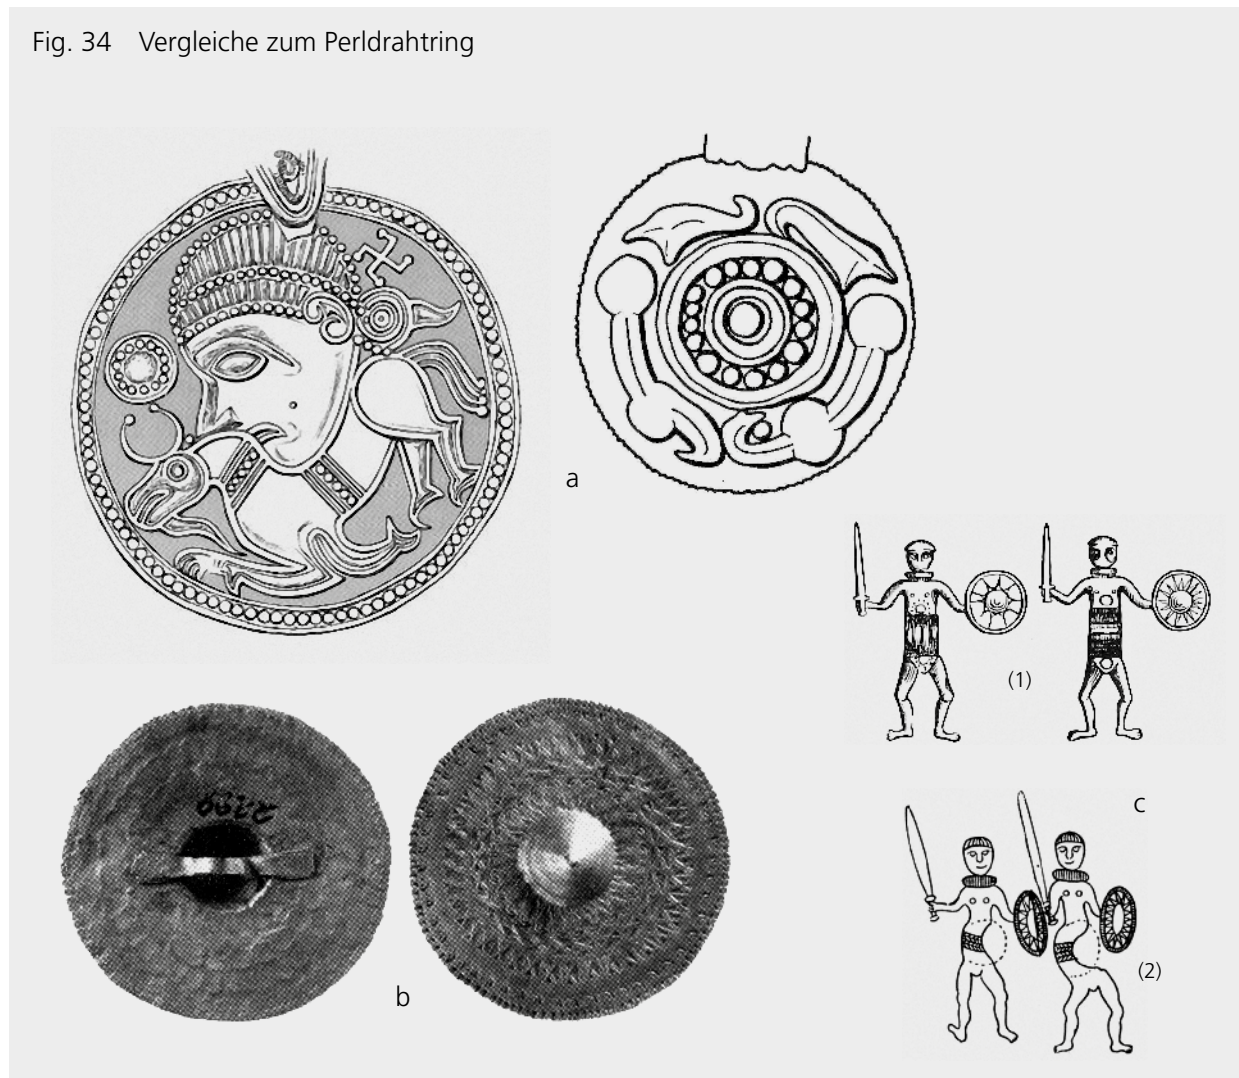 Fig. 34 Vergleiche zum Perldrahtring
a
(1)
c
b
(2)